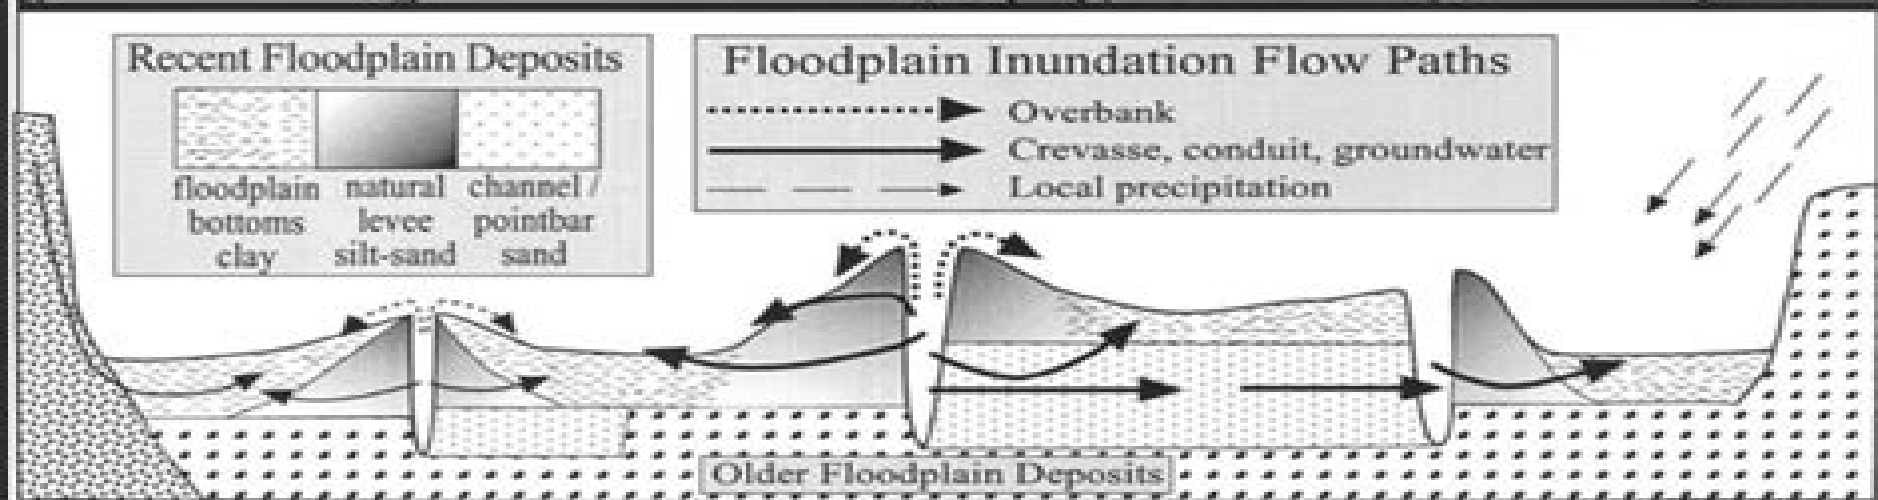 Recent Floodplain Deposits
floodplain
bottoms
clay
natural
levee
silt-sand
channel /
pointbar
sand
Floodplain Inundation Flow Paths
Overbank
Crevasse, conduit, groundwater
Local precipitation
Older Floodplain Deposits